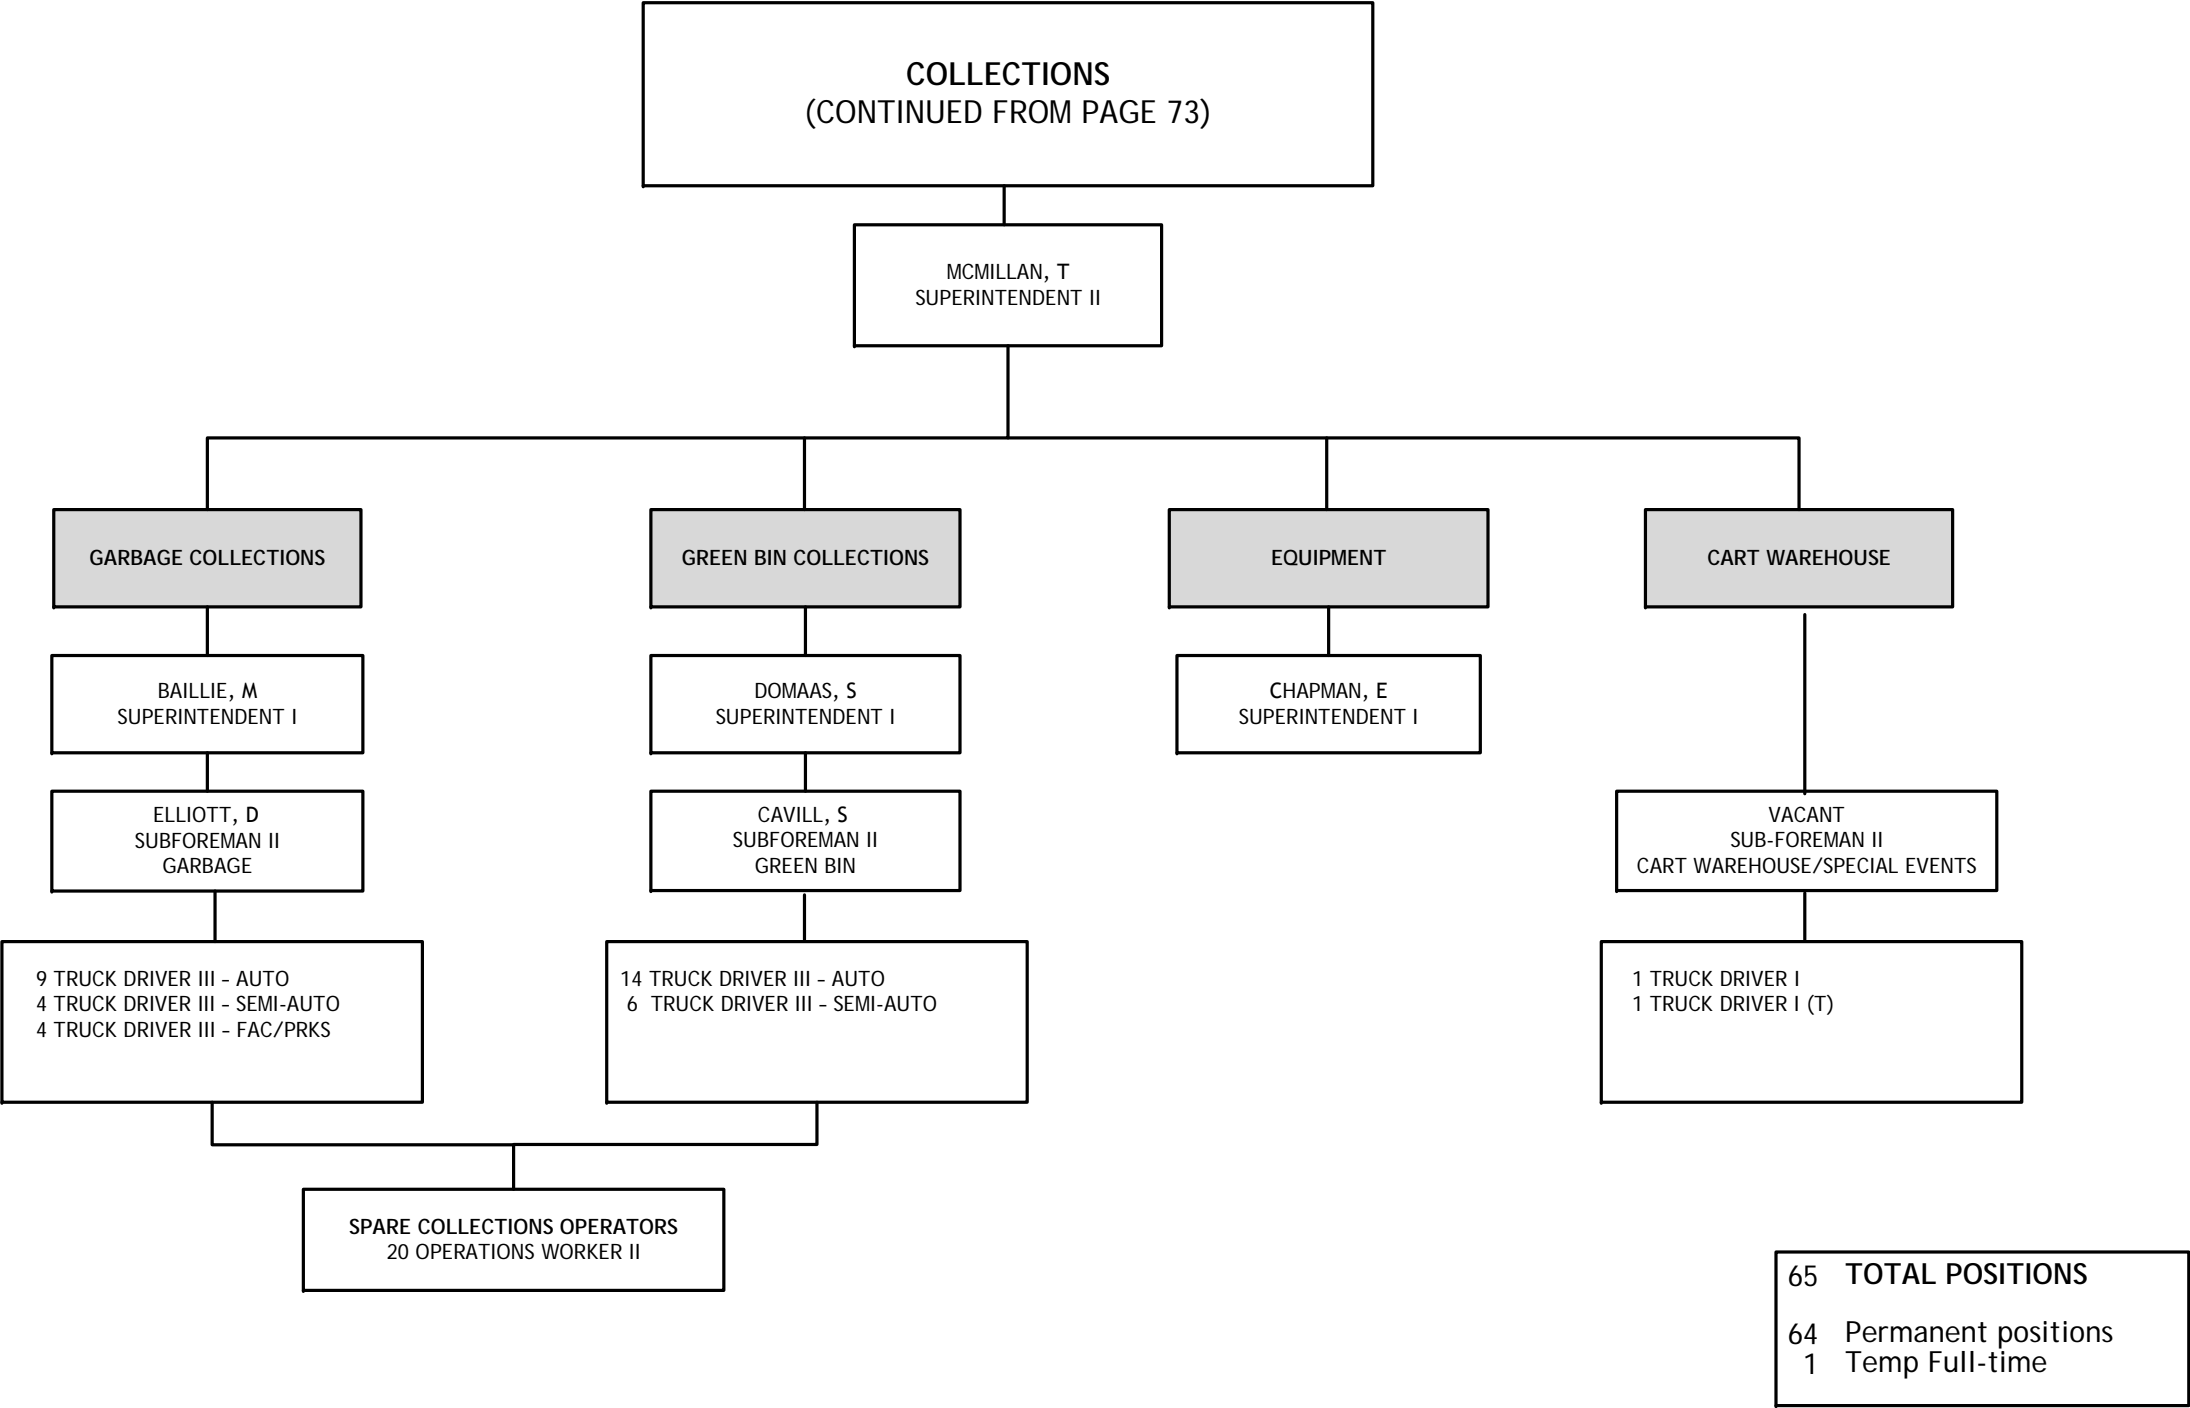 COLLECTIONS
(CONTINUED FROM PAGE 73)
MCMILLAN, T
SUPERINTENDENT II
GARBAGE COLLECTIONS
GREEN BIN COLLECTIONS
EQUIPMENT
CART WAREHOUSE
BAILLIE, M
SUPERINTENDENT I
DOMAAS, S
SUPERINTENDENT I
CHAPMAN, E
SUPERINTENDENT I
ELLIOTT, D
SUBFOREMAN II
GARBAGE
CAVILL, S
SUBFOREMAN II
GREEN BIN
VACANT
SUB-FOREMAN II
CART WAREHOUSE/SPECIAL EVENTS
9 TRUCK DRIVER III – AUTO
4 TRUCK DRIVER III – SEMI-AUTO
4 TRUCK DRIVER III – FAC/PRKS
14 TRUCK DRIVER III – AUTO
6 TRUCK DRIVER III – SEMI-AUTO
1 TRUCK DRIVER I
1 TRUCK DRIVER I (T)
SPARE COLLECTIONS OPERATORS
20 OPERATIONS WORKER II
65 TOTAL POSITIONS
64 Permanent positions
1 Temp Full-time